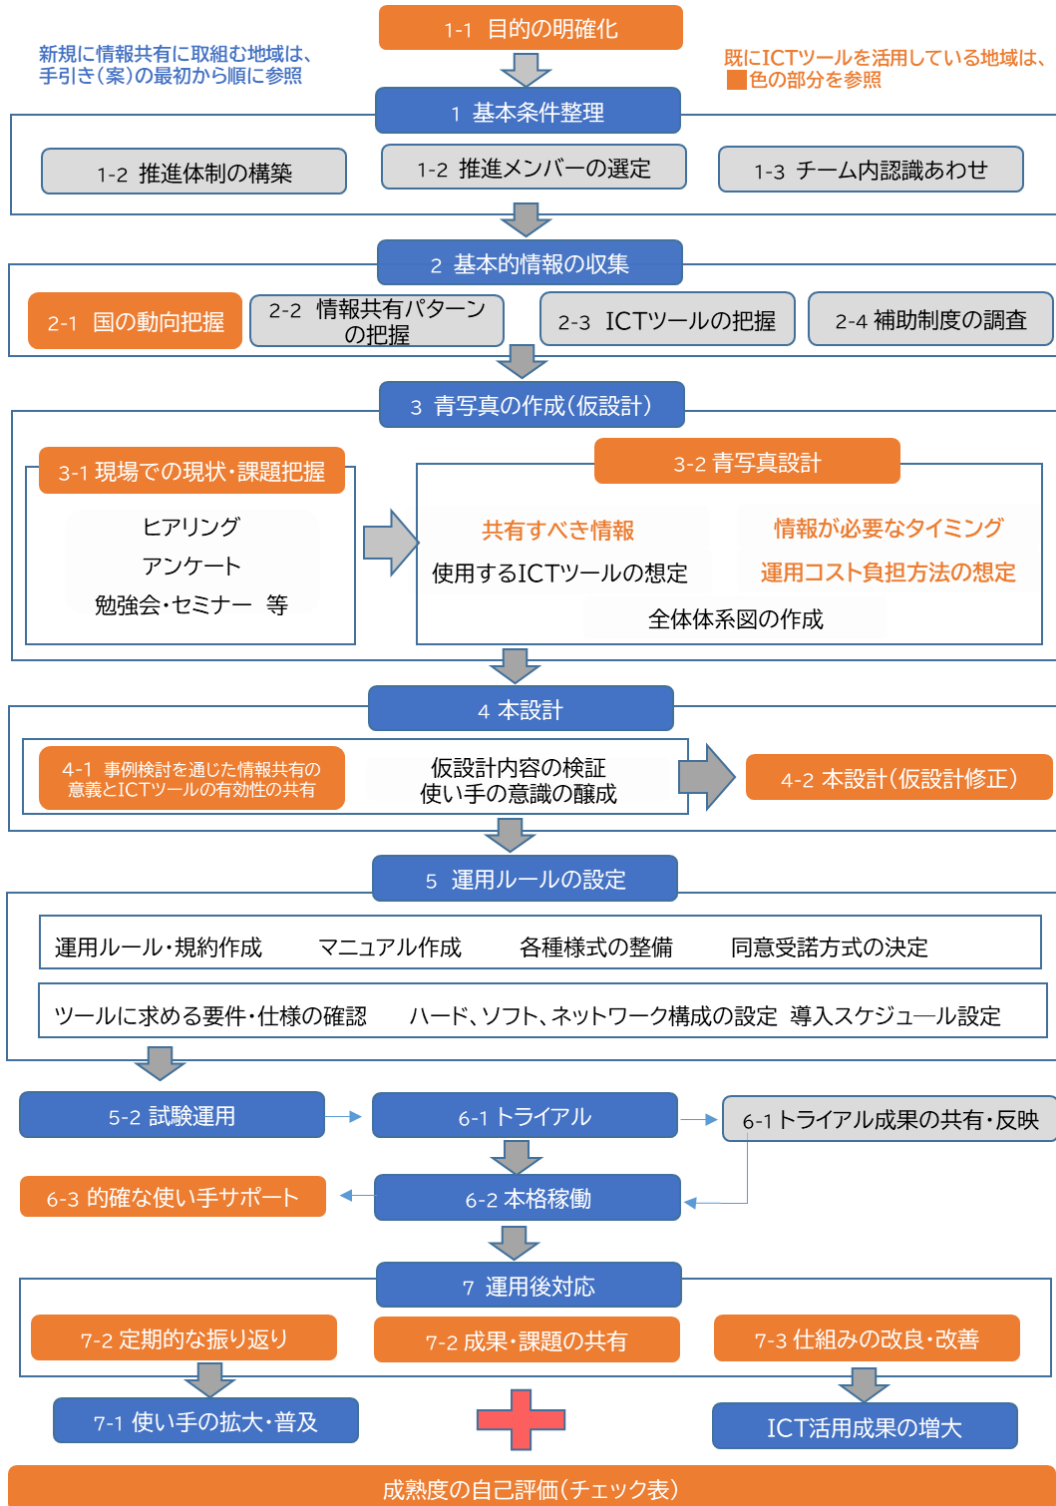 1-1 目的の明確化
新規に情報共有に取組む地域は、
手引き（案）の最初から順に参照
既にICTツールを活用している地域は、
■色の部分を参照
1 基本条件整理
1-2 推進体制の構築
1-2 推進メンバーの選定
1-3 チーム内認識あわせ
2 基本的情報の収集
2-1 国の動向把握
2-2 情報共有パターン
の把握
2-3 ICTツールの把握
2-4 補助制度の調査
3 青写真の作成（仮設計）
3-1 現場での現状・課題把握
ヒアリング
アンケート
勉強会・セミナー 等
3-2 青写真設計
共有すべき情報
情報が必要なタイミング
使用するICTツールの想定
運用コスト負担方法の想定
全体体系図の作成
4 本設計
4-1 事例検討を通じた情報共有の
意義とICTツールの有効性の共有
仮設計内容の検証
使い手の意識の醸成
4-2 本設計（仮設計修正）
5 運用ルールの設定
運用ルール・規約作成 マニュアル作成 各種様式の整備 同意受諾方式の決定
ツールに求める要件・仕様の確認 ハード、ソフト、ネットワーク構成の設定 導入スケジュ―ル設定
5-2 試験運用
6-1 トライアル
6-1 トライアル成果の共有・反映
6-3 的確な使い手サポート
6-2 本格稼働
7 運用後対応
7-2 定期的な振り返り
7-2 成果・課題の共有
7-3 仕組みの改良・改善
7-1 使い手の拡大・普及
ICT活用成果の増大
成熟度の自己評価（チェック表）